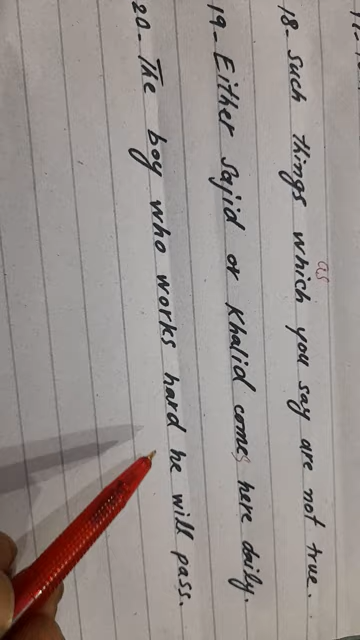 18- Such things which you say are not true.
as
19- Either Sajid or Khalid comes here daily.
20- The boy who works hard he will pass.